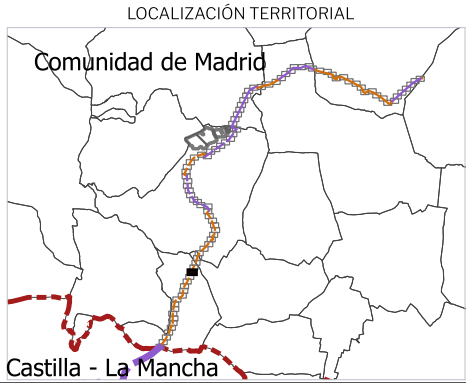 LOCALIZACIÓN TERRITORIAL
Comunidad de Madrid
Castilla - La Mancha